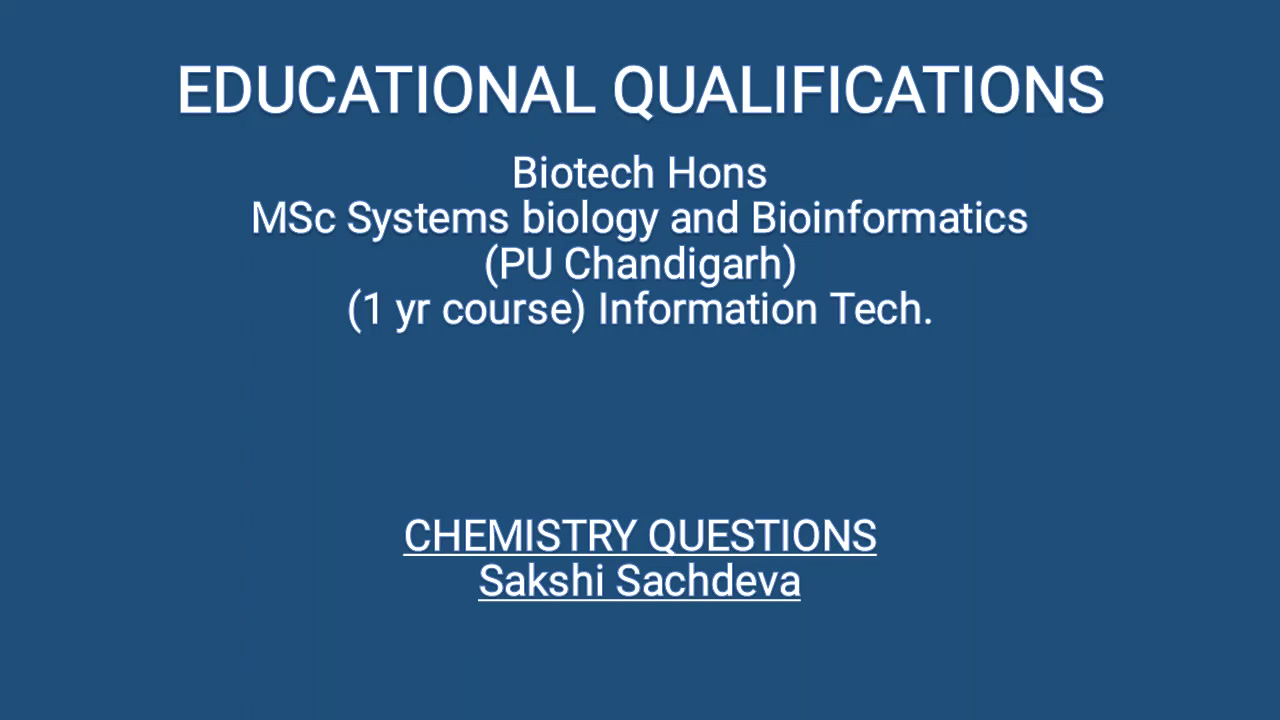 EDUCATIONAL QUALIFICATIONS
Biotech Hons
MSc Systems biology and Bioinformatics
(PU Chandigarh)
(1 yr course) Information Tech.
CHEMISTRY QUESTIONS
Sakshi Sachdeva